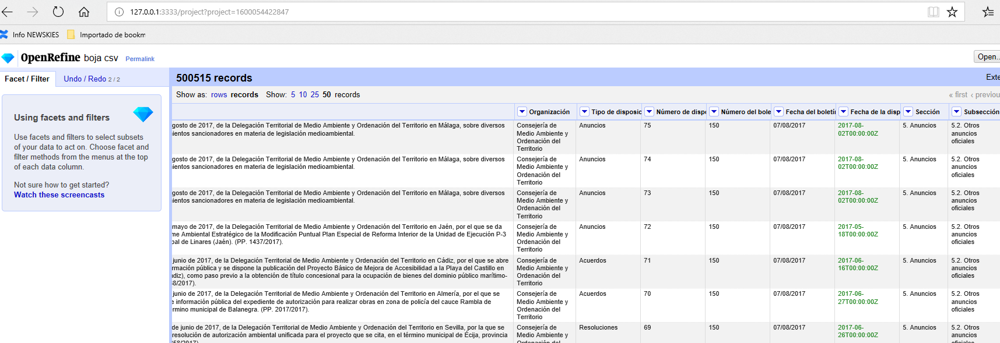 127.0.0.1:3333/project?project=1600054422847
Info NEWSKIES Importado de bookm
OpenRefine boja csv Permalink
Open...
Facet / Filter Undo / Redo 2 / 2
500515 records
Exte
Show as: rows records Show: 5 10 25 50 records
« first ‹ previou
Using facets and filters
Use facets and filters to select subsets
of your data to act on. Choose facet and
filter methods from the menus at the top
of each data column.
Not sure how to get started?
Watch these screencasts
Organización Tipo de disposic Número de dispo Número del bole Fecha del boletín Fecha de la disp Sección Subsección
gosto de 2017, de la Delegación Territorial de Medio Ambiente y Ordenación del Territorio en Málaga, sobre diversos
ientos sancionadores en materia de legislación medioambiental.
Consejería de
Medio Ambiente y
Ordenación del
Territorio
Anuncios
75
150
07/08/2017
2017-08-
02T00:00:00Z
5. Anuncios
5.2. Otros
anuncios
oficiales
gosto de 2017, de la Delegación Territorial de Medio Ambiente y Ordenación del Territorio en Málaga, sobre diversos
ientos sancionadores en materia de legislación medioambiental.
Consejería de
Medio Ambiente y
Ordenación del
Territorio
Anuncios
74
150
07/08/2017
2017-08-
02T00:00:00Z
5. Anuncios
5.2. Otros
anuncios
oficiales
gosto de 2017, de la Delegación Territorial de Medio Ambiente y Ordenación del Territorio en Málaga, sobre diversos
ientos sancionadores en materia de legislación medioambiental.
Consejería de
Medio Ambiente y
Ordenación del
Territorio
Anuncios
73
150
07/08/2017
2017-08-
02T00:00:00Z
5. Anuncios
5.2. Otros
anuncios
oficiales
mayo de 2017, de la Delegación Territorial de Medio Ambiente y Ordenación del Territorio en Jaén, por el que se da
me Ambiental Estratégico de la Modificación Puntual Plan Especial de Reforma Interior de la Unidad de Ejecución P-3
pal de Linares (Jaén). (PP. 1437/2017).
Consejería de
Medio Ambiente y
Ordenación del
Territorio
Anuncios
72
150
07/08/2017
2017-05-
18T00:00:00Z
5. Anuncios
5.2. Otros
anuncios
oficiales
junio de 2017, de la Delegación Territorial de Medio Ambiente y Ordenación del Territorio en Cádiz, por el que se abre
rmación pública y se dispone la publicación del Proyecto Básico de Mejora de Accesibilidad a la Playa del Castillo en
diz), como paso previo a la obtención de título concesional para la ocupación de bienes del dominio público marítimo-
38/2017).
Consejería de
Medio Ambiente y
Ordenación del
Territorio
Acuerdos
71
150
07/08/2017
2017-06-
16T00:00:00Z
5. Anuncios
5.2. Otros
anuncios
oficiales
junio de 2017, de la Delegación Territorial de Medio Ambiente y Ordenación del Territorio en Almería, por el que se
e información pública del expediente de autorización para realizar obras en zona de policía del cauce Rambla de
rmino municipal de Balanegra. (PP. 2017/2017).
Consejería de
Medio Ambiente y
Ordenación del
Territorio
Acuerdos
70
150
07/08/2017
2017-06-
27T00:00:00Z
5. Anuncios
5.2. Otros
anuncios
oficiales
de junio de 2017, de la Delegación Territorial de Medio Ambiente y Ordenación del Territorio en Sevilla, por la que se
resolución de autorización ambiental unificada para el proyecto que se cita, en el término municipal de Écija, provincia
Consejería de
Medio Ambiente y
Ordenación del
Resoluciones
69
150
07/08/2017
2017-06-
26T00:00:00Z
5. Anuncios
5.2. Otros
anuncios